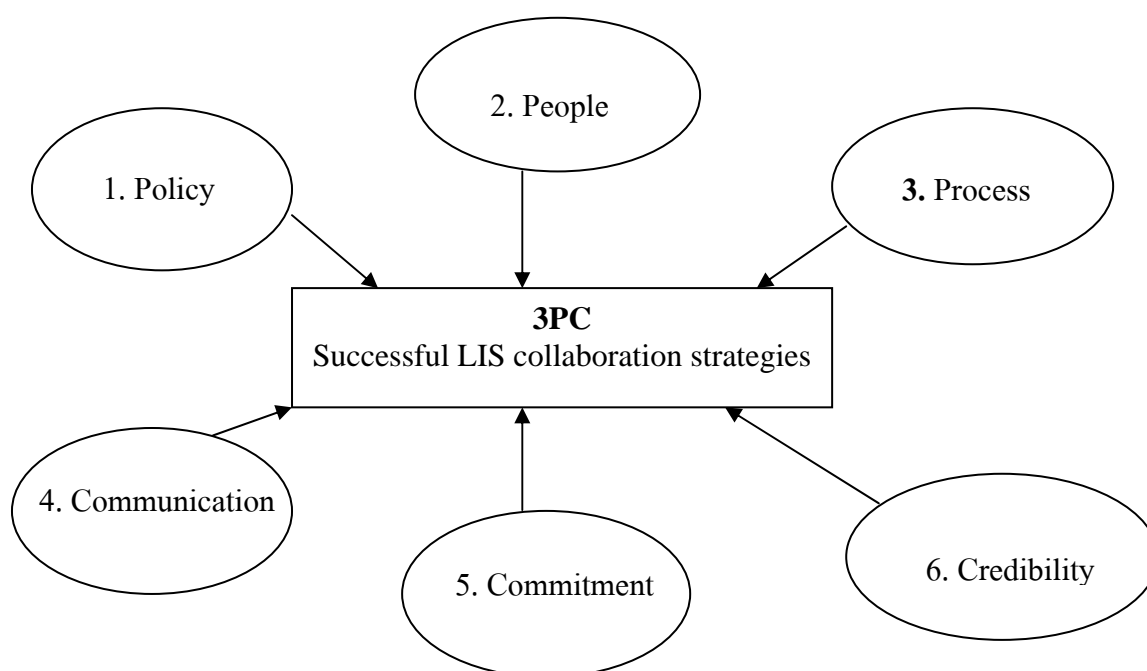 1. Policy
2. People
3. Process
3PC
Successful LIS collaboration strategies
4. Communication
5. Commitment
6. Credibility